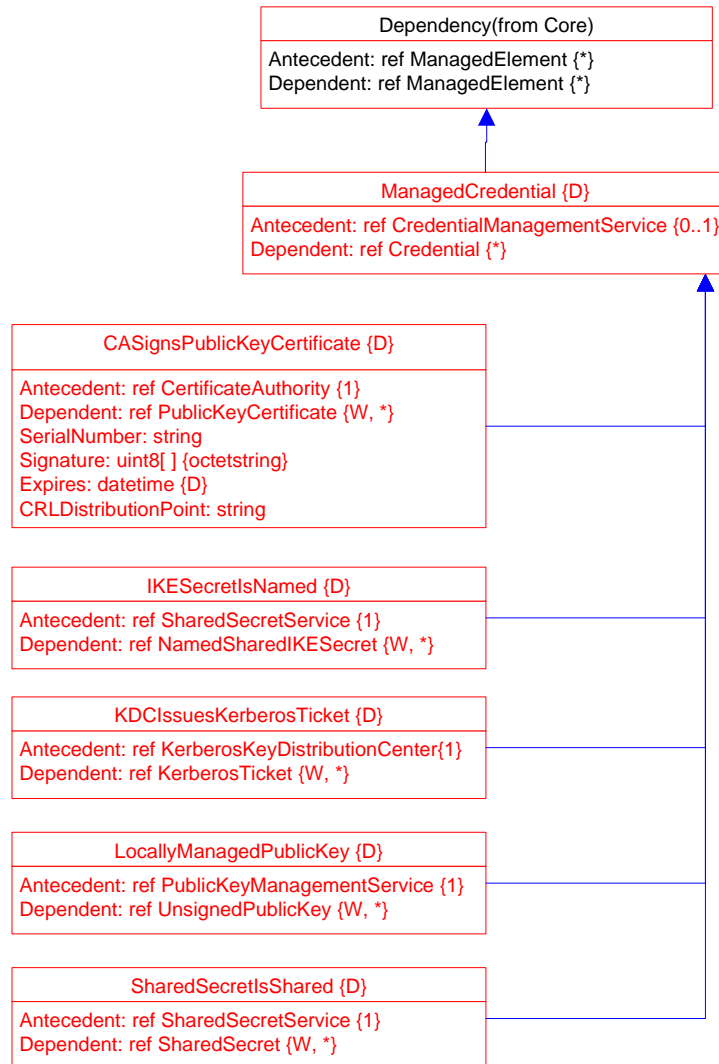 Dependency(from Core)
Antecedent: ref ManagedElement {*}
Dependent: ref ManagedElement {*}
ManagedCredential {D}
Antecedent: ref CredentialManagementService {0..1}
Dependent: ref Credential {*}
CASignsPublicKeyCertificate {D}
Antecedent: ref CertificateAuthority {1}
Dependent: ref PublicKeyCertificate {W, *}
SerialNumber: string
Signature: uint8[ ] {octetstring}
Expires: datetime {D}
CRLDistributionPoint: string
IKESecretIsNamed {D}
Antecedent: ref SharedSecretService {1}
Dependent: ref NamedSharedIKESecret {W, *}
KDCIssuesKerberosTicket {D}
Antecedent: ref KerberosKeyDistributionCenter{1}
Dependent: ref KerberosTicket {W, *}
LocallyManagedPublicKey {D}
Antecedent: ref PublicKeyManagementService {1}
Dependent: ref UnsignedPublicKey {W, *}
SharedSecretIsShared {D}
Antecedent: ref SharedSecretService {1}
Dependent: ref SharedSecret {W, *}